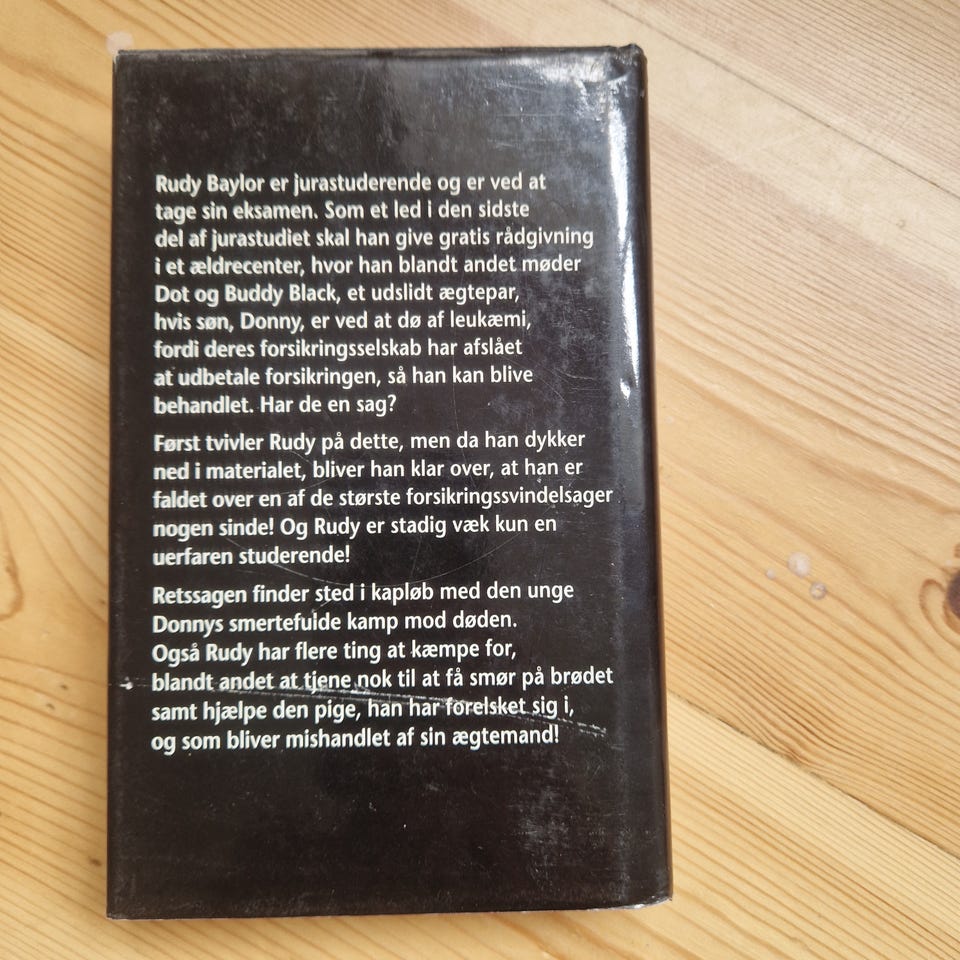 Rudy Baylor er jurastuderende og er ved at
tage sin eksamen. Som et led i den sidste
del af jurastudiet skal han give gratis rådgivning
i et ældrecenter, hvor han blandt andet møder
Dot og Buddy Black, et udslidt ægtepar,
hvis søn, Donny, er ved at dø af leukæmi,
fordi deres forsikringsselskab har afslået
at udbetale forsikringen, så han kan blive
behandlet. Har de en sag?
Først tvivler Rudy på dette, men da han dykker
ned i materialet, bliver han klar over, at han er
faldet over en af de største forsikringssvindelsager
nogen sinde! Og Rudy er stadig væk kun en
uerfaren studerende!
Retssagen finder sted i kapløb med den unge
Donnys smertefulde kamp mod døden.
Også Rudy har flere ting at kæmpe for,
blandt andet at tjene nok til at få smør på brødet
samt hjælpe den pige, han har forelsket sig i,
og som bliver mishandlet af sin ægtemand!